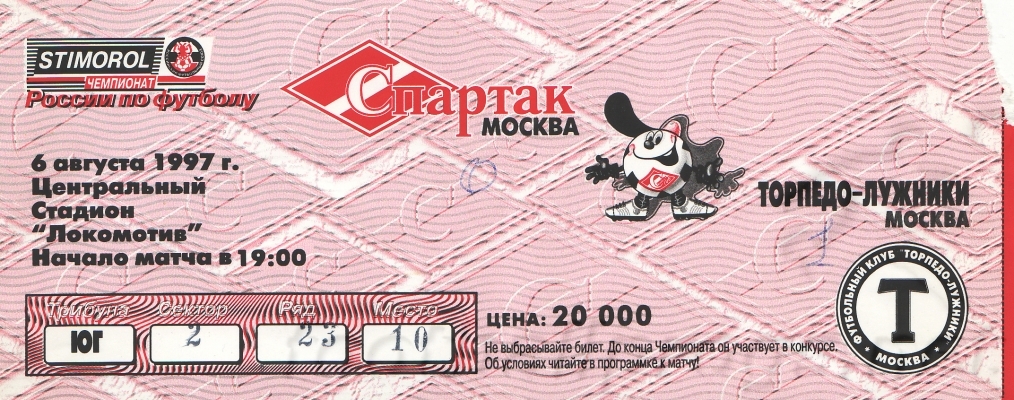 STIMOROL
ЧЕМПИОНАТ
России по футболу
Спартак
МОСКВА
6 августа 1997 г.
Центральный
Стадион
"Локомотив"
Начало матча в 19:00
0
ТОРПЕДО-ЛУЖНИКИ
МОСКВА
1
ФУТБОЛЬНЫЙ КЛУБ "ТОРПЕДО-ЛУЖНИКИ"
Т
МОСКВА
Трибуна Сектор Ряд Место
ЮГ 2 23 10
ЦЕНА: 20 000
Не выбрасывайте билет. До конца Чемпионата он участвует в конкурсе.
Об условиях читайте в программке к матчу!